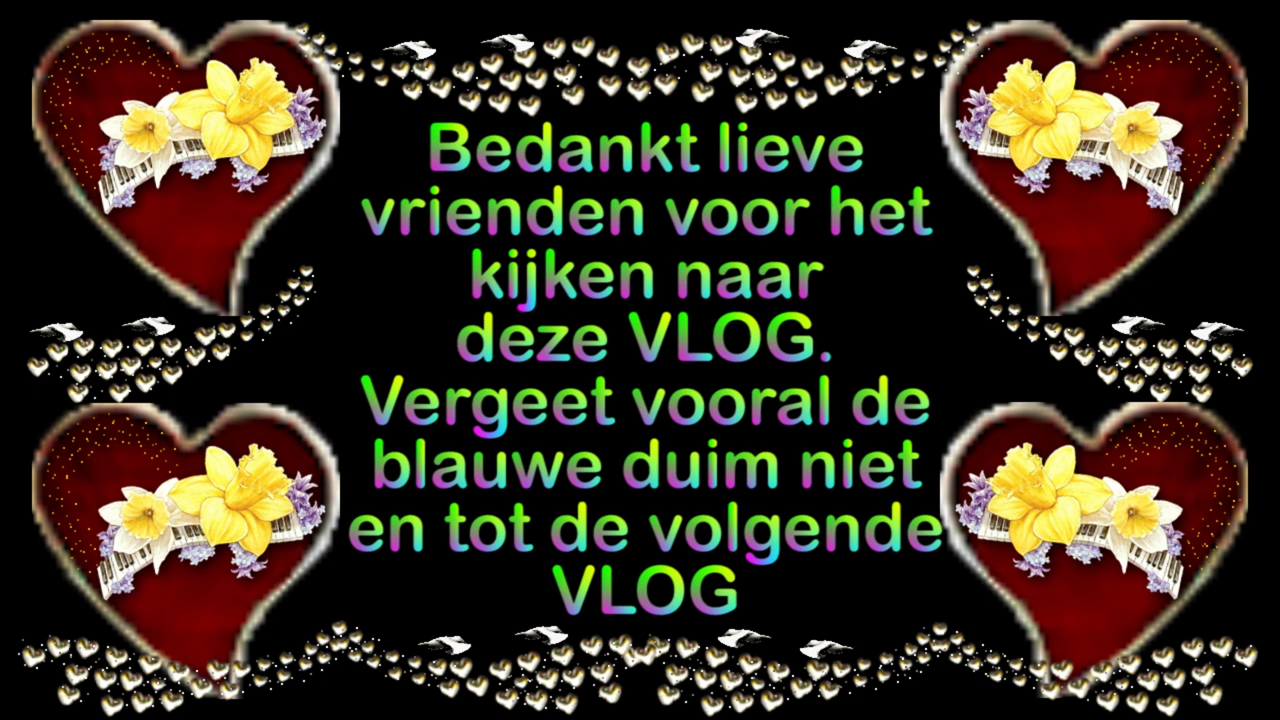 Bedankt lieve
vrienden voor het
kijken naar
deze VLOG.
Vergeet vooral de
blauwe duim niet
en tot de volgende
VLOG